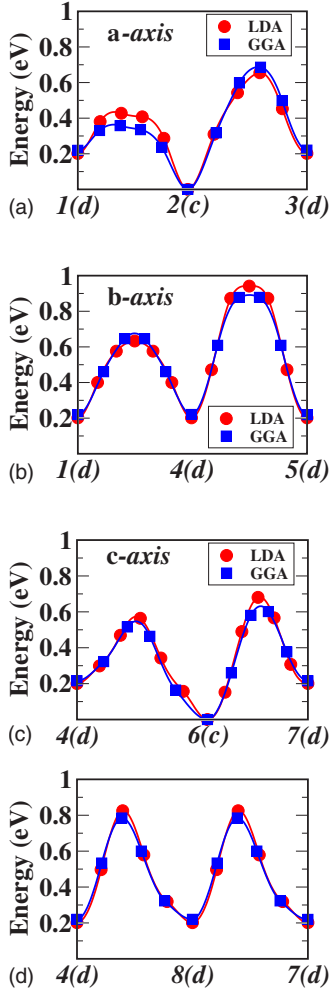 a-axis
LDA
GGA
Energy (eV)
1
0.8
0.6
0.4
0.2
(a)
1(d) 2(c) 3(d)
b-axis
LDA
GGA
Energy (eV)
1
0.8
0.6
0.4
0.2
(b)
1(d) 4(d) 5(d)
c-axis
LDA
GGA
Energy (eV)
1
0.8
0.6
0.4
0.2
(c)
4(d) 6(c) 7(d)
Energy (eV)
1
0.8
0.6
0.4
0.2
(d)
4(d) 8(d) 7(d)